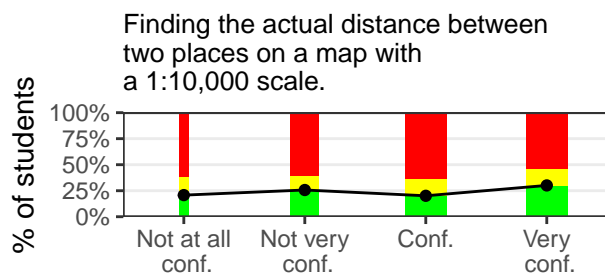 Finding the actual distance between
two places on a map with
a 1:10,000 scale.
% of students
100%
75%
50%
25%
0%
Not at all
conf.
Not very
conf.
Conf.
Very
conf.